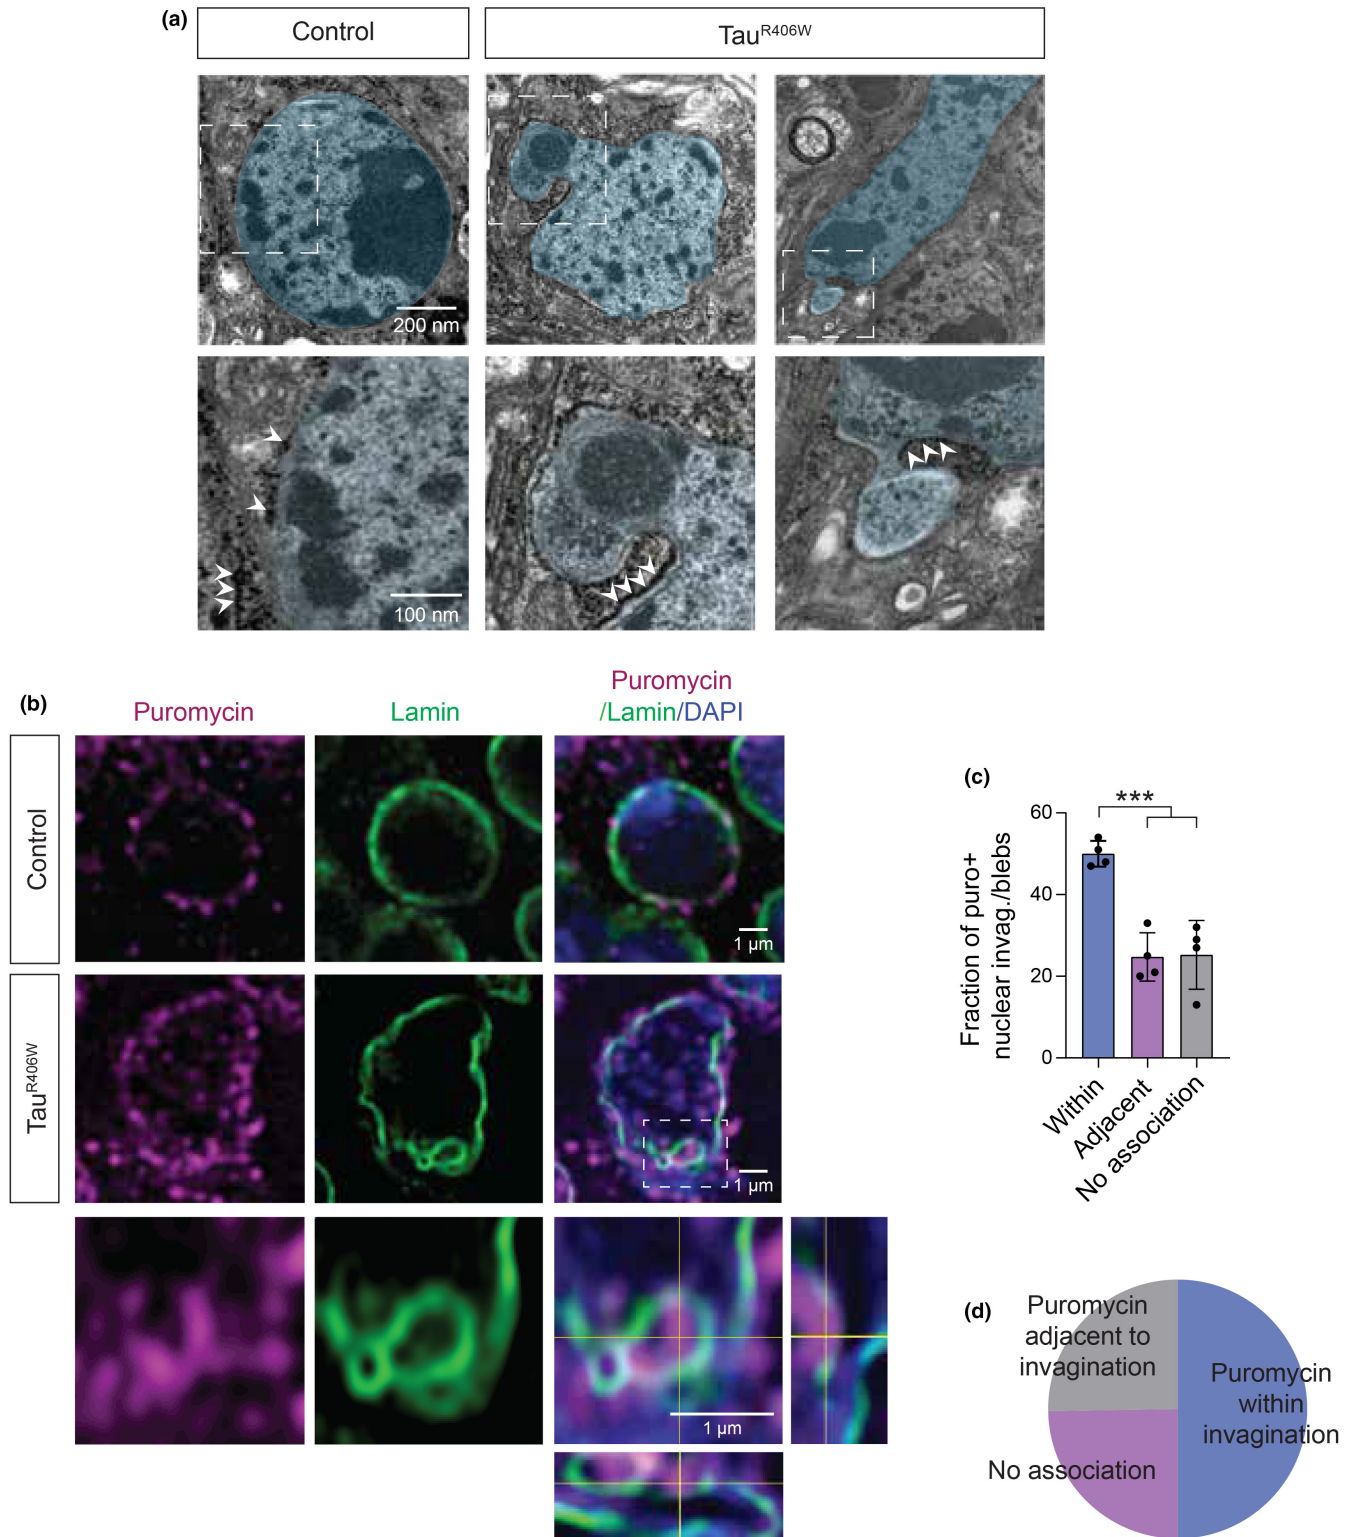 (a)
Control
Tau^R406W
200 nm
100 nm
(b)
Puromycin
Lamin
Puromycin
/Lamin/DAPI
Control
1 µm
Tau^R406W
1 µm
1 µm
(c)
***
Fraction of puro+
nuclear invag./blebs
60
40
20
0
Within
Adjacent
No association
(d)
Puromycin
adjacent to
invagination
Puromycin
within
invagination
No association